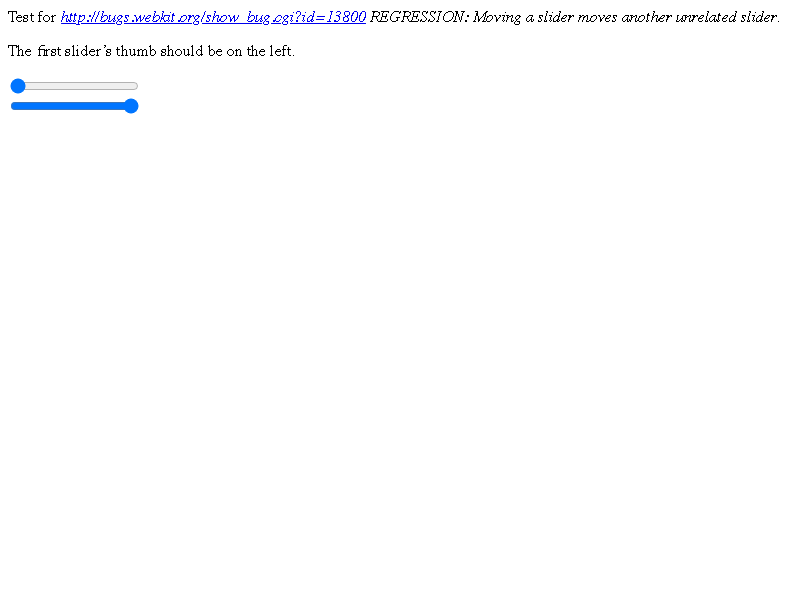 Test for http://bugs.webkit.org/show_bug.cgi?id=13800 REGRESSION: Moving a slider moves another unrelated slider.
The first slider’s thumb should be on the left.